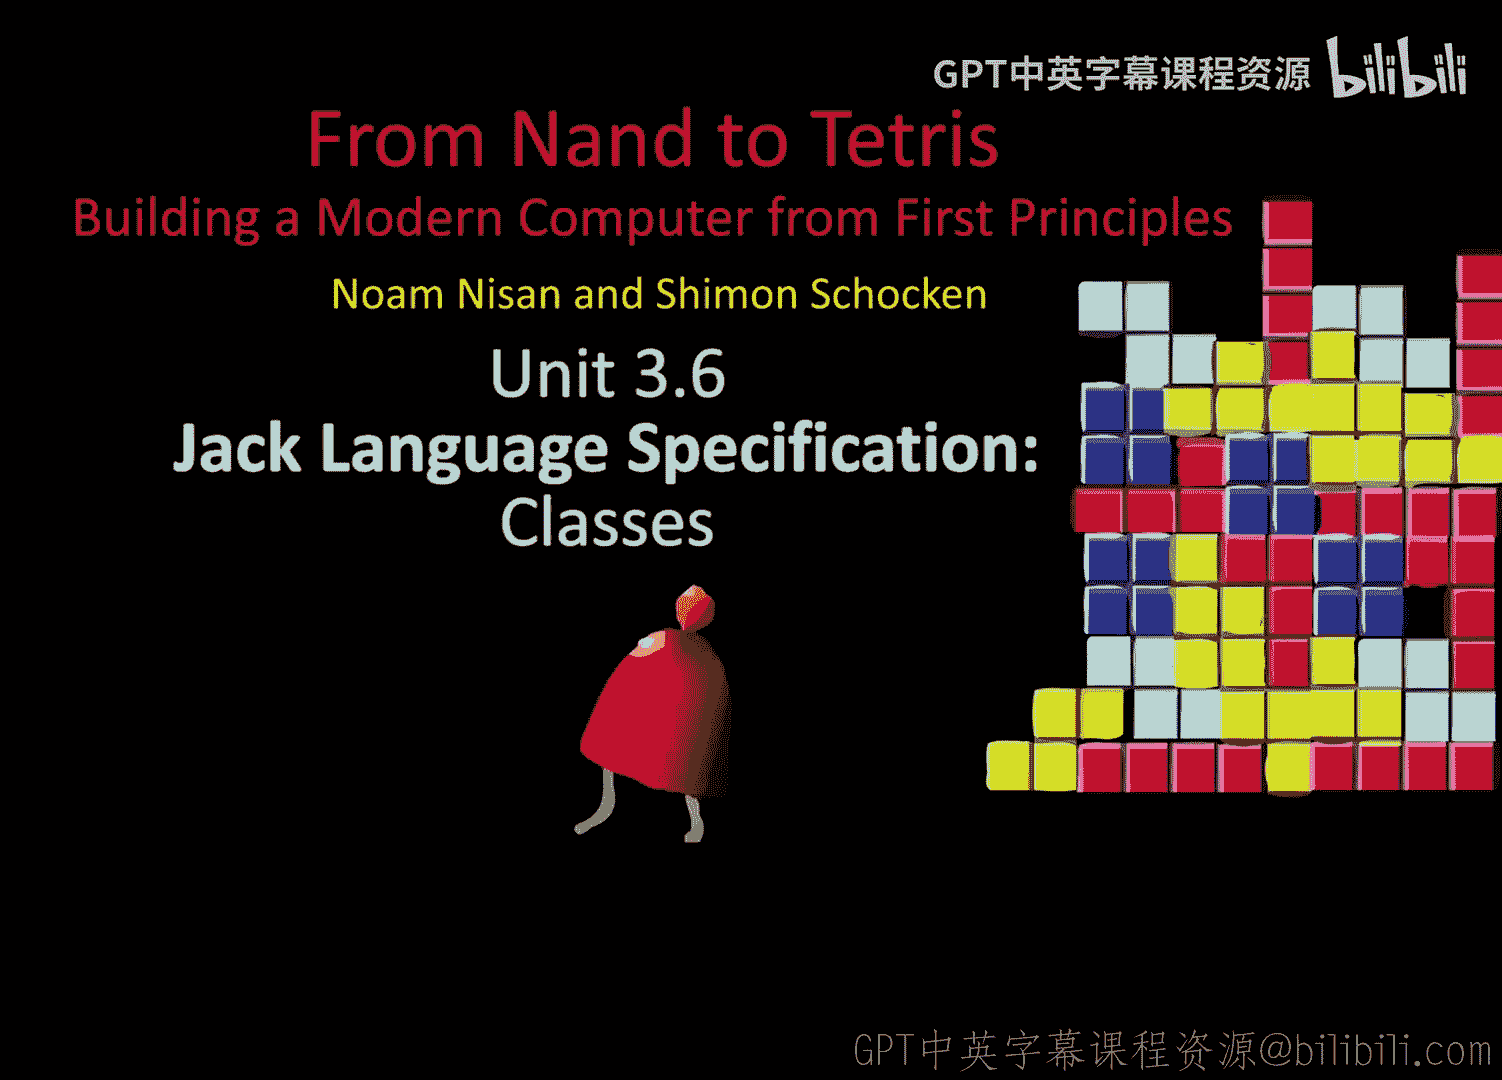 GPT中英字幕课程资源 bilibili
From Nand to Tetris
Building a Modern Computer from First Principles
Noam Nisan and Shimon Schocken
Unit 3.6
Jack Language Specification:
Classes
GPT中英字幕课程资源@bilibili.com